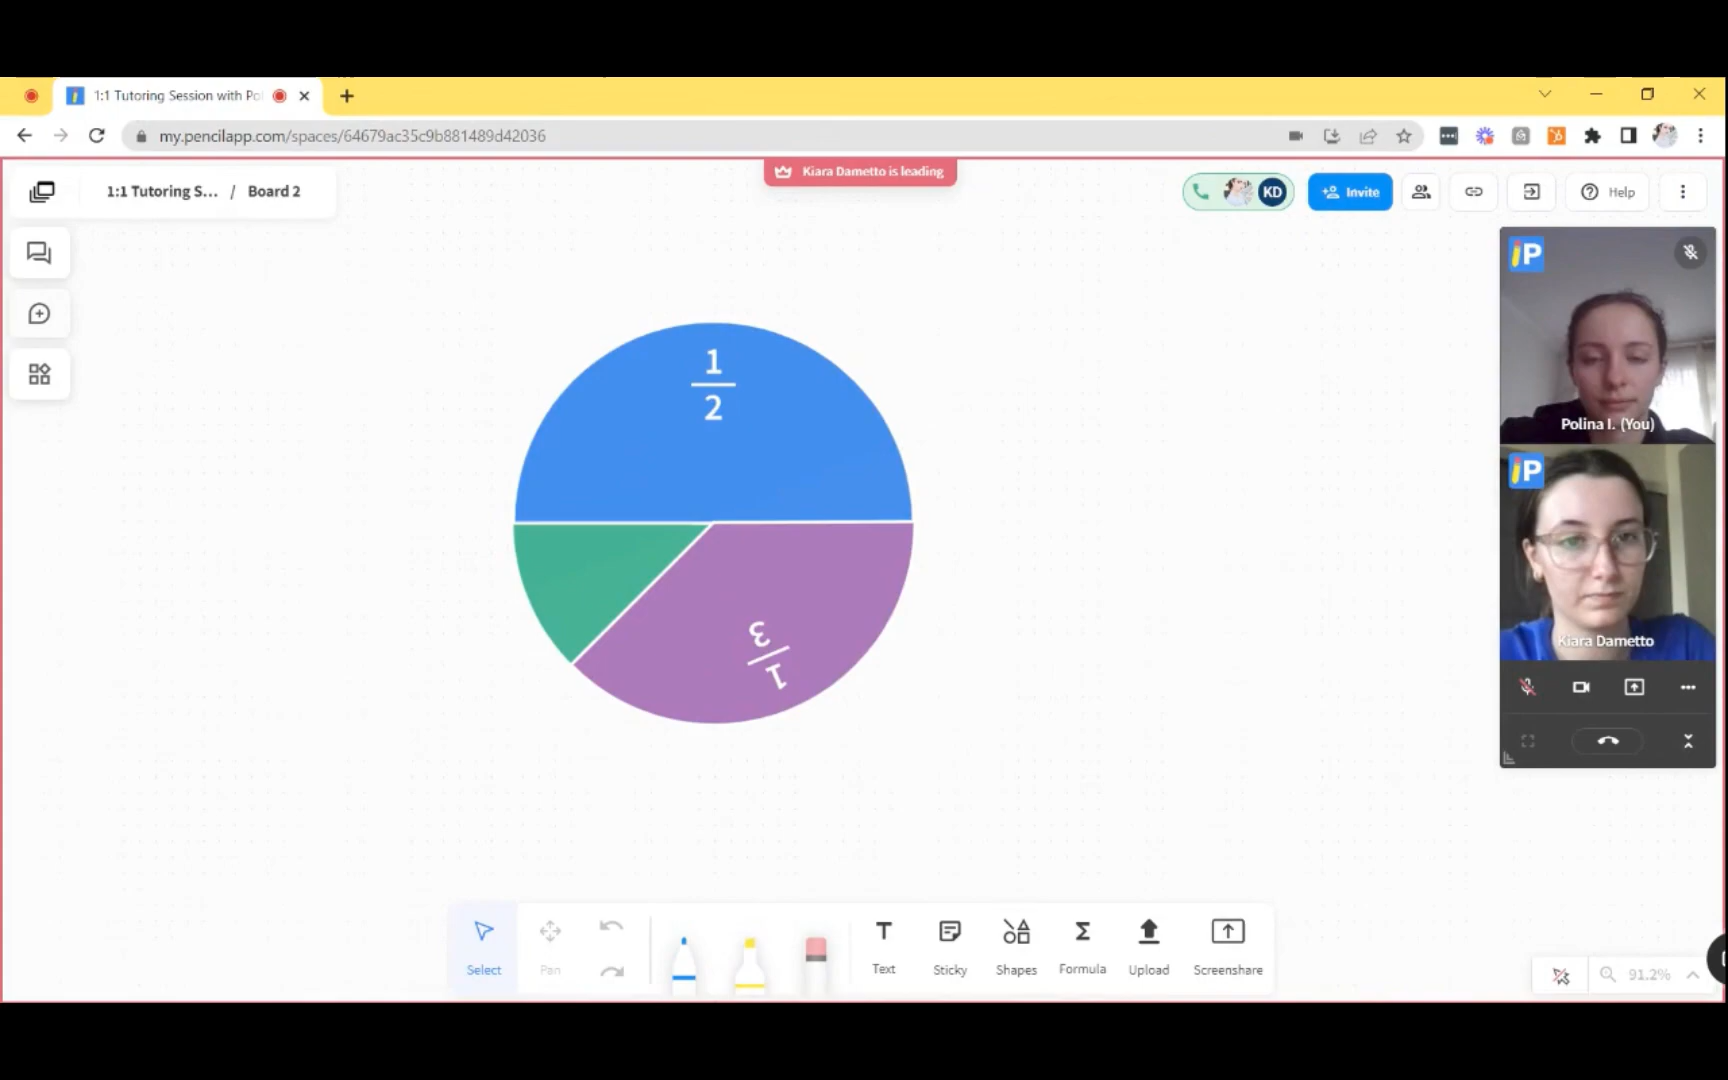 1:1 Tutoring Session with Pol
my.pencilapp.com/spaces/64679ac35c9b881489d42036
Kiara Dametto is leading
1:1 Tutoring S... / Board 2
KD
Invite
Help
P
Polina I. (You)
P
Kiara Dametto
1
2
1
3
Select
Pan
T
Text
Sticky
Shapes
Σ
Formula
Upload
Screenshare
91.2%